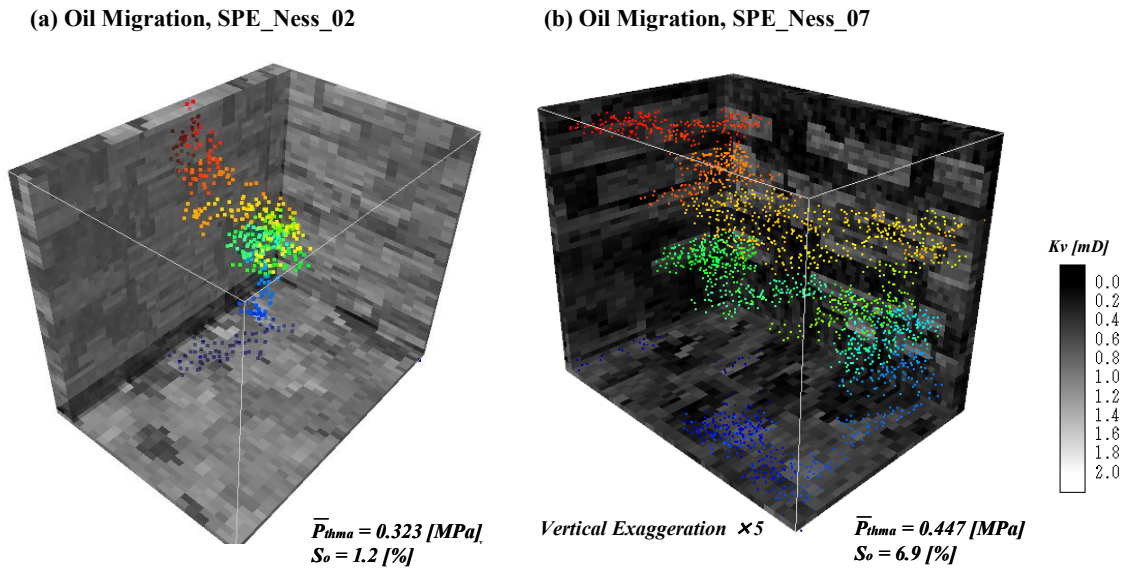 (a) Oil Migration, SPE_Ness_02
(b) Oil Migration, SPE_Ness_07
Kv [mD]
0.0
0.2
0.4
0.6
0.8
1.0
1.2
1.4
1.6
1.8
2.0
P̅thma = 0.323 [MPa]
So = 1.2 [%]
Vertical Exaggeration ×5
P̅thma = 0.447 [MPa]
So = 6.9 [%]